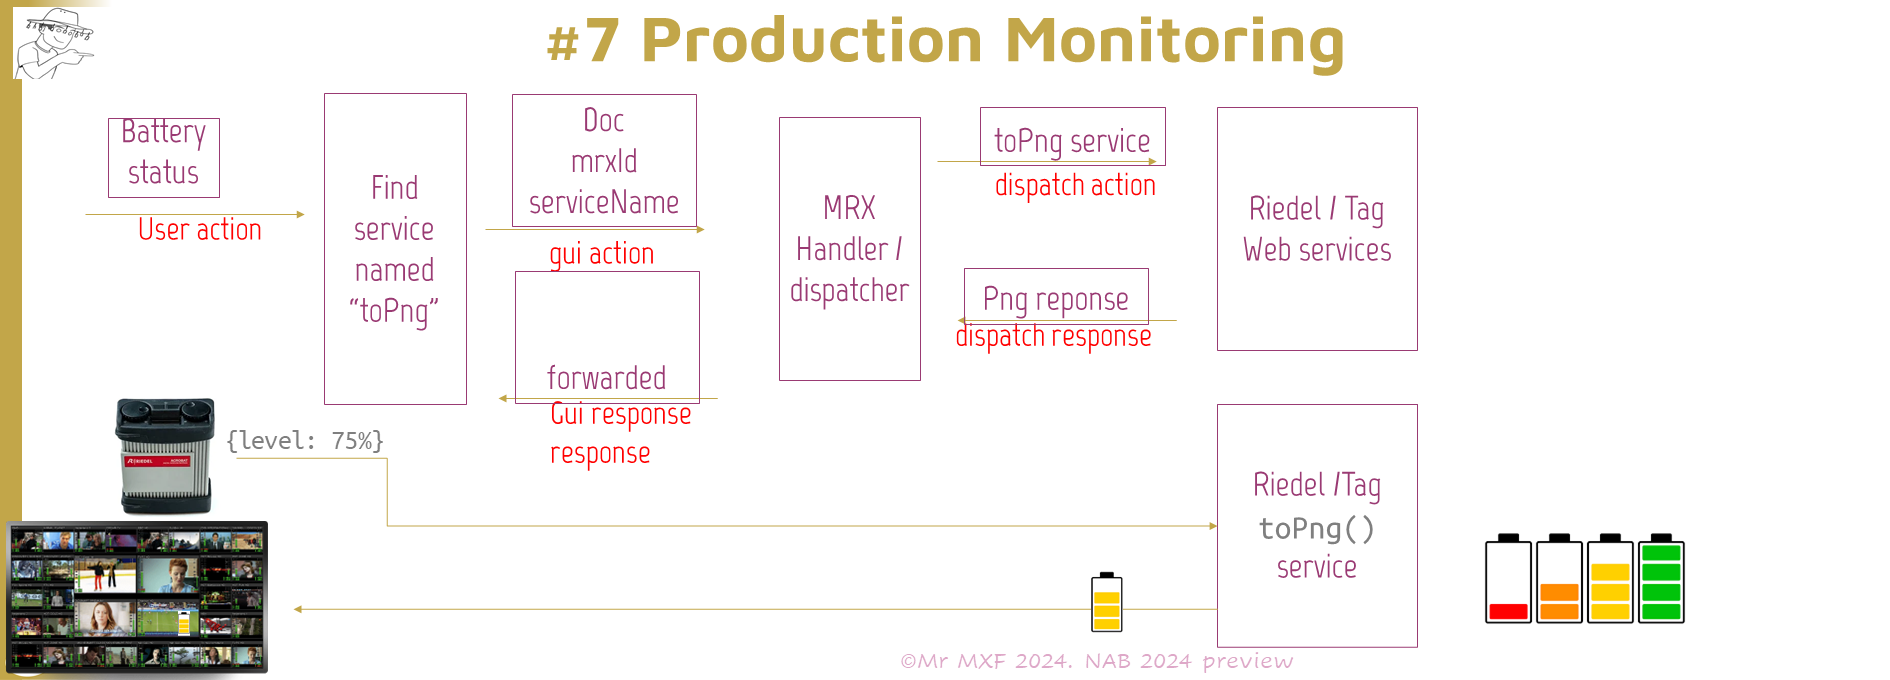 #7 Production Monitoring
Battery
status
User action
Find
service
named
“toPng”
Doc
mrxId
serviceName
gui action
forwarded
Gui response
response
MRX
Handler /
dispatcher
toPng service
dispatch action
Png reponse
dispatch response
Riedel / Tag
Web services
{level: 75%}
RIEDEL
Riedel /Tag
toPng()
service
©Mr MXF 2024. NAB 2024 preview